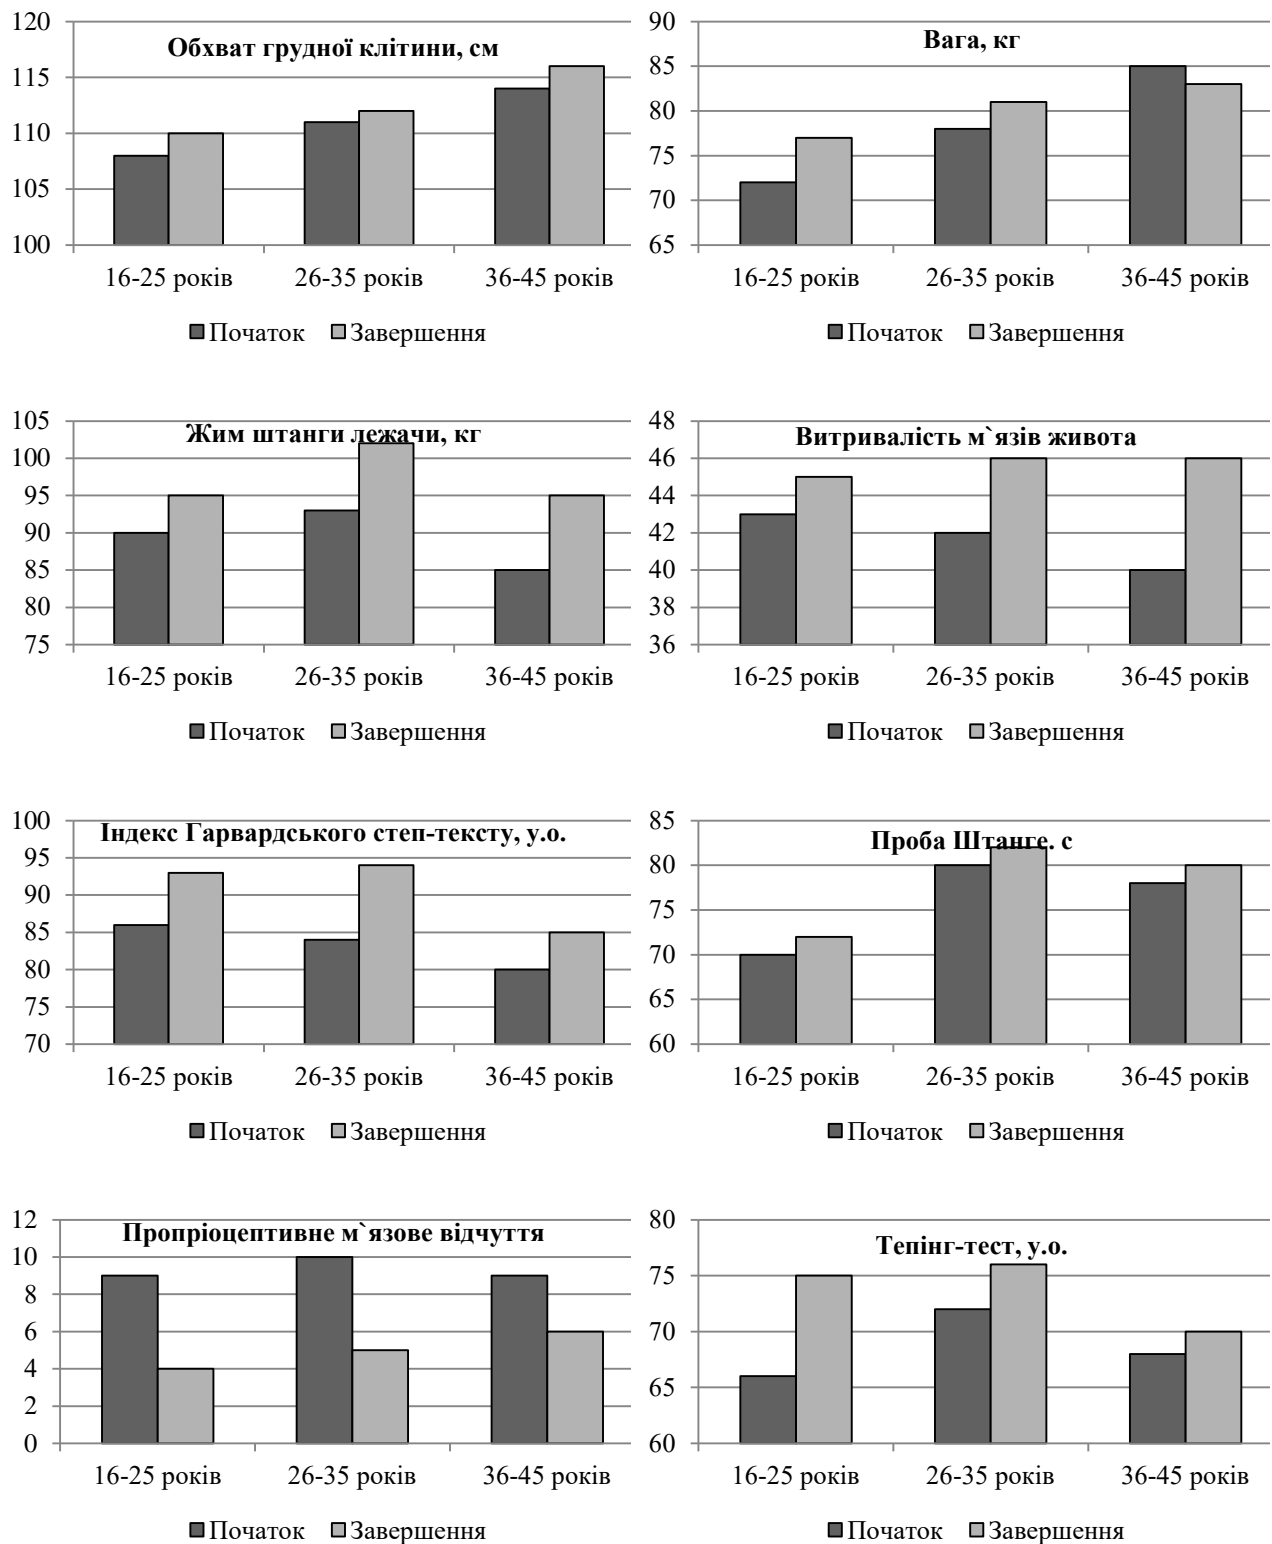 Обхват грудної клітини, см
120
115
110
105
100
16-25 років 26-35 років 36-45 років
Початок Завершення
Вага, кг
90
85
80
75
70
65
16-25 років 26-35 років 36-45 років
Початок Завершення
Жим штанги лежачи, кг
105
100
95
90
85
80
75
16-25 років 26-35 років 36-45 років
Початок Завершення
Витривалість м`язів живота
48
46
44
42
40
38
36
16-25 років 26-35 років 36-45 років
Початок Завершення
Індекс Гарвардського степ-тексту, у.о.
100
95
90
85
80
75
70
16-25 років 26-35 років 36-45 років
Початок Завершення
Проба Штанге. с
85
80
75
70
65
60
16-25 років 26-35 років 36-45 років
Початок Завершення
Пропріоцептивне м`язове відчуття
12
10
8
6
4
2
0
16-25 років 26-35 років 36-45 років
Початок Завершення
Тепінг-тест, у.о.
80
75
70
65
60
16-25 років 26-35 років 36-45 років
Початок Завершення